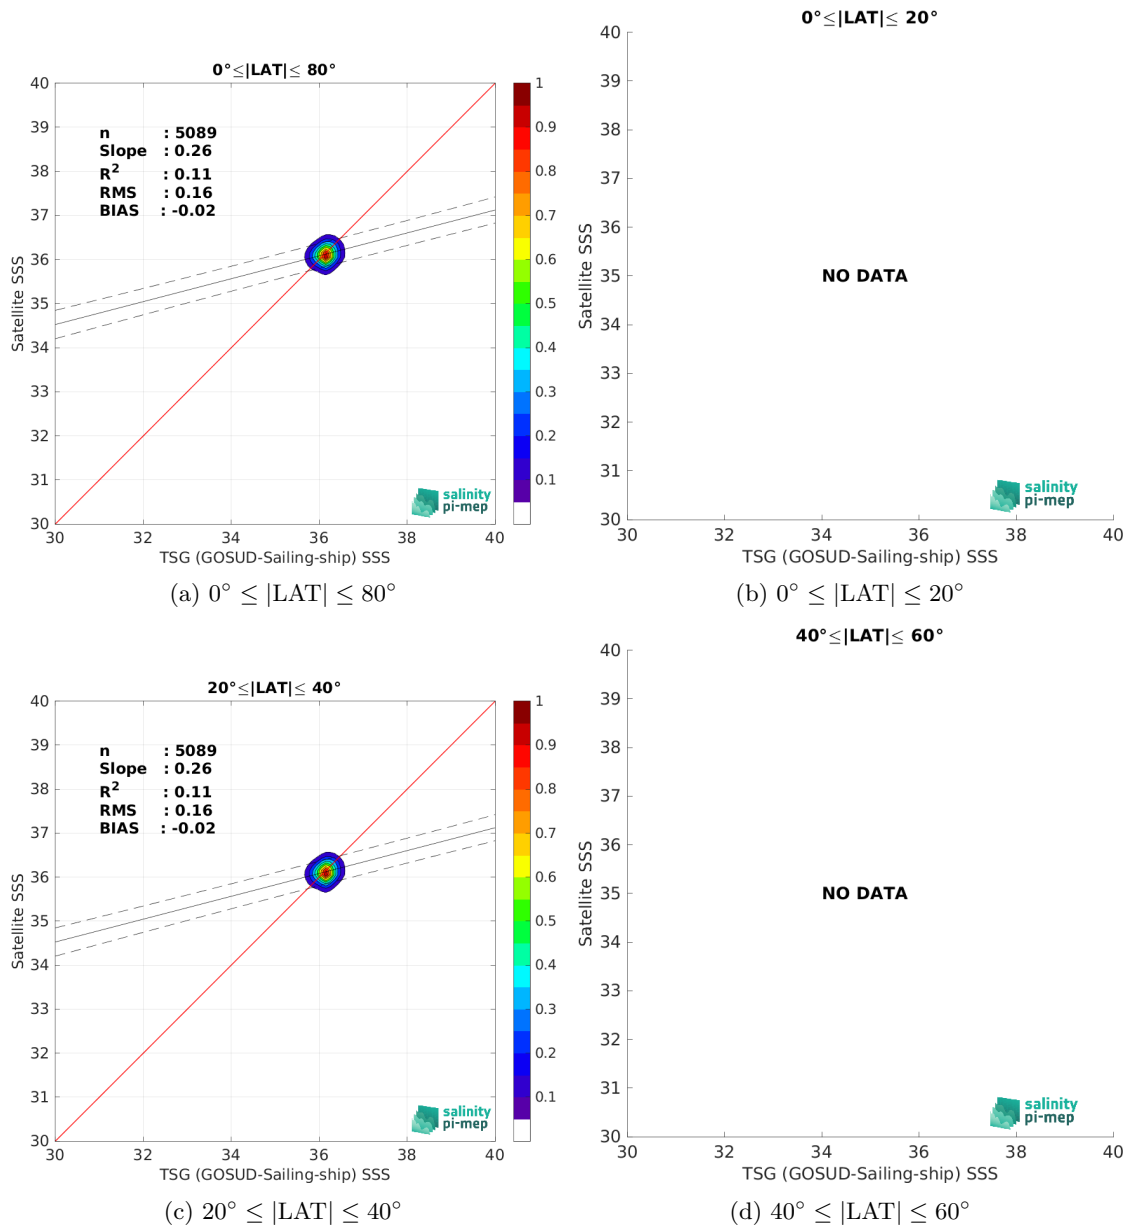 0°≤|LAT|≤ 80°
40
39
38
37
36
35
34
33
32
31
30
Satellite SSS
n : 5089
Slope : 0.26
R² : 0.11
RMS : 0.16
BIAS : -0.02
salinity
pi-mep
30 32 34 36 38 40
TSG (GOSUD-Sailing-ship) SSS
1
0.9
0.8
0.7
0.6
0.5
0.4
0.3
0.2
0.1
(a) 0° ≤ |LAT| ≤ 80°
0°≤|LAT|≤ 20°
40
39
38
37
36
35
34
33
32
31
30
Satellite SSS
NO DATA
salinity
pi-mep
30 32 34 36 38 40
TSG (GOSUD-Sailing-ship) SSS
(b) 0° ≤ |LAT| ≤ 20°
20°≤|LAT|≤ 40°
40
39
38
37
36
35
34
33
32
31
30
Satellite SSS
n : 5089
Slope : 0.26
R² : 0.11
RMS : 0.16
BIAS : -0.02
salinity
pi-mep
30 32 34 36 38 40
TSG (GOSUD-Sailing-ship) SSS
1
0.9
0.8
0.7
0.6
0.5
0.4
0.3
0.2
0.1
(c) 20° ≤ |LAT| ≤ 40°
40°≤|LAT|≤ 60°
40
39
38
37
36
35
34
33
32
31
30
Satellite SSS
NO DATA
salinity
pi-mep
30 32 34 36 38 40
TSG (GOSUD-Sailing-ship) SSS
(d) 40° ≤ |LAT| ≤ 60°